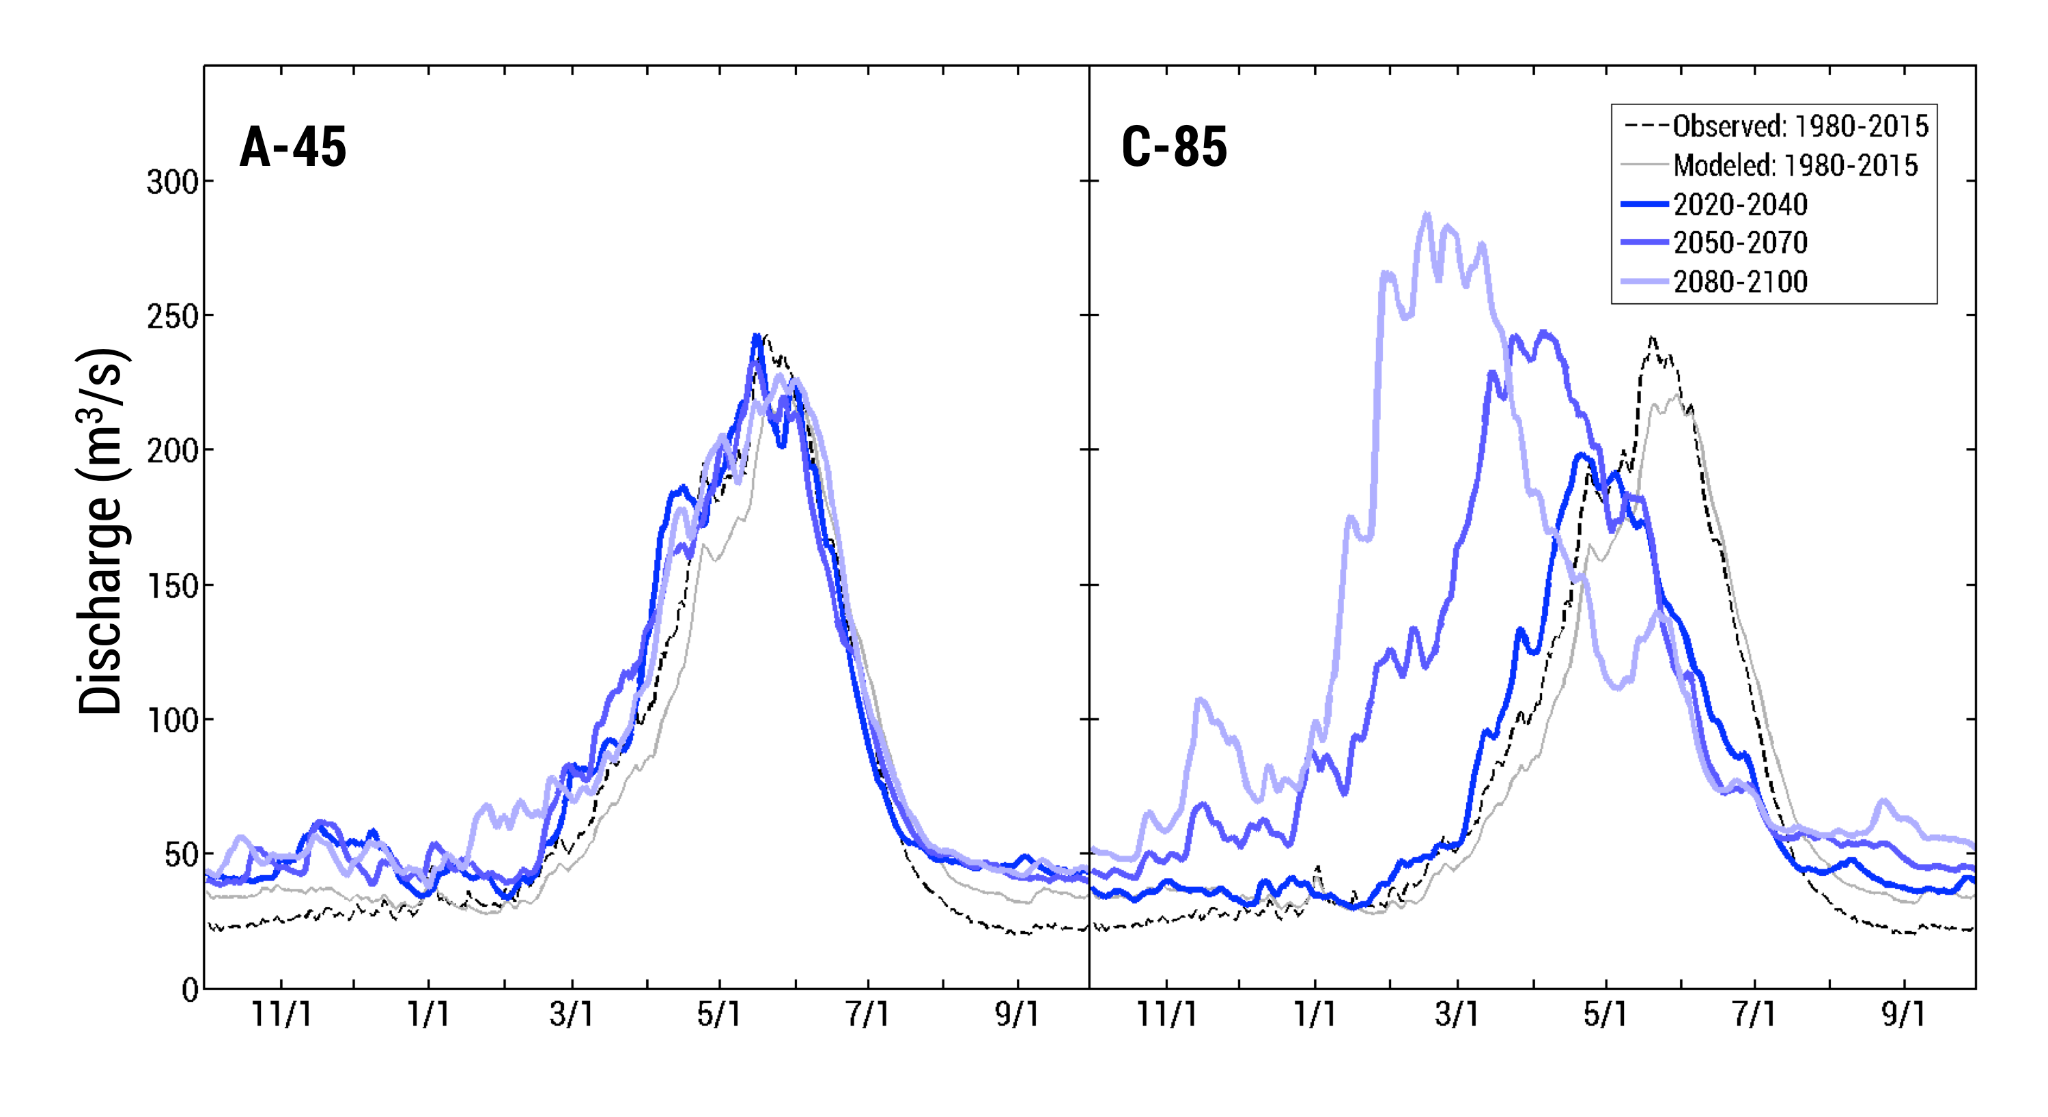 A-45
C-85
Observed: 1980-2015
Modeled: 1980-2015
2020-2040
2050-2070
2080-2100
Discharge (m³/s)
300
250
200
150
100
50
0
11/1 1/1 3/1 5/1 7/1 9/1 11/1 1/1 3/1 5/1 7/1 9/1